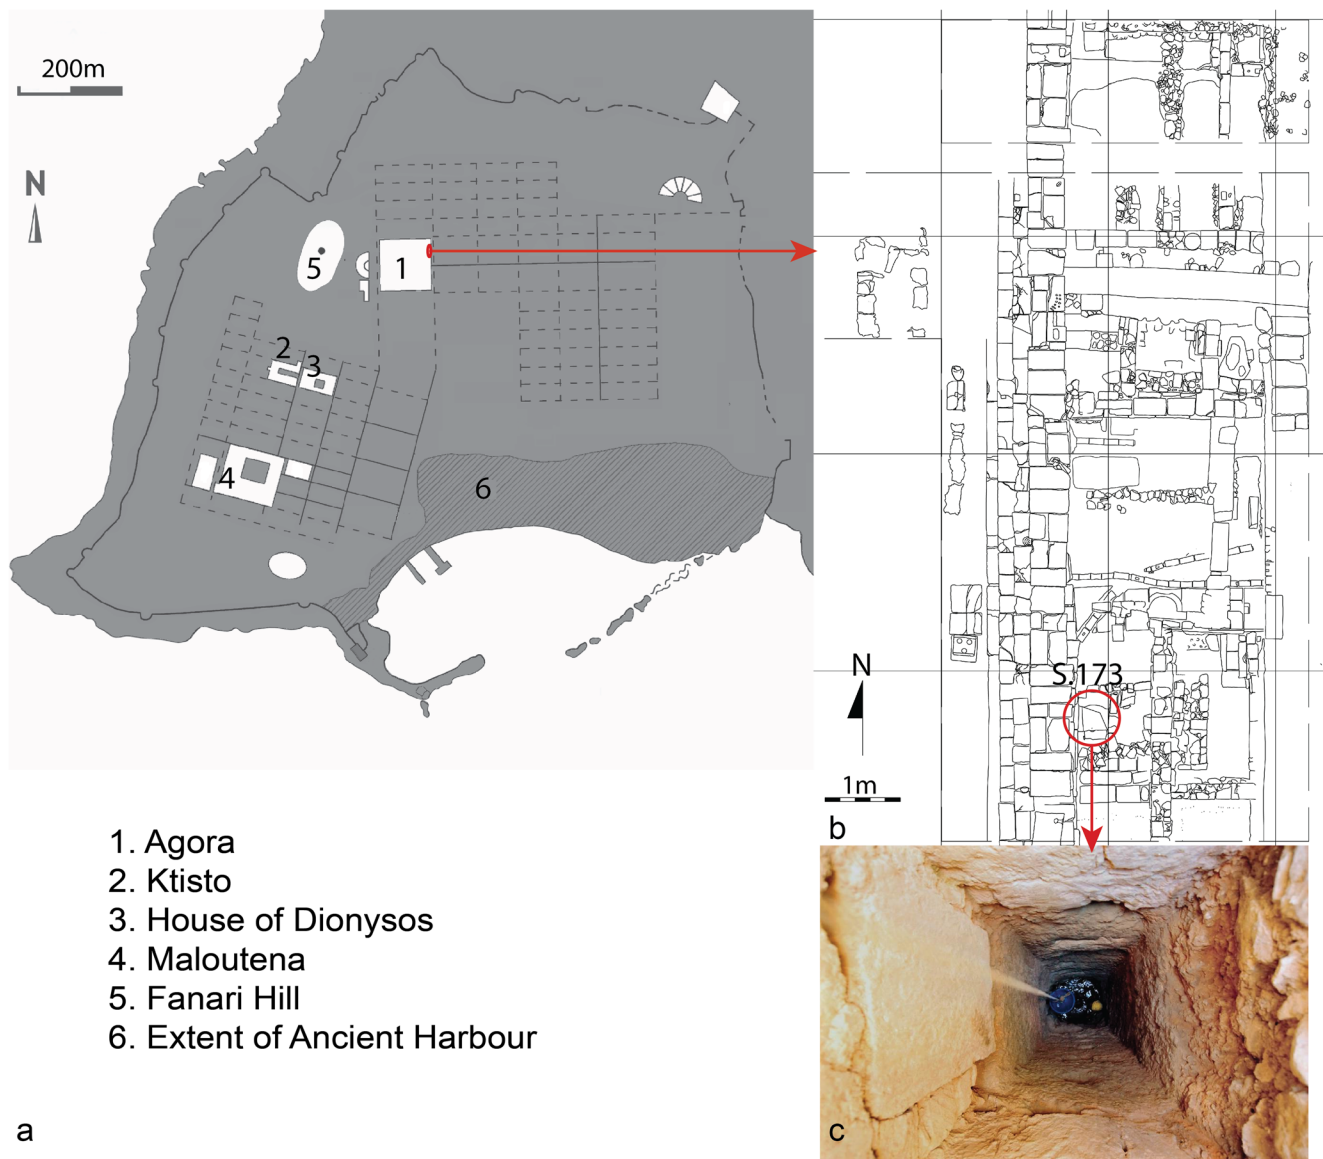 200m
N
1
2
3
4
5
6
S.173
N
1m
b
1. Agora
2. Ktisto
3. House of Dionysos
4. Maloutena
5. Fanari Hill
6. Extent of Ancient Harbour
a
c